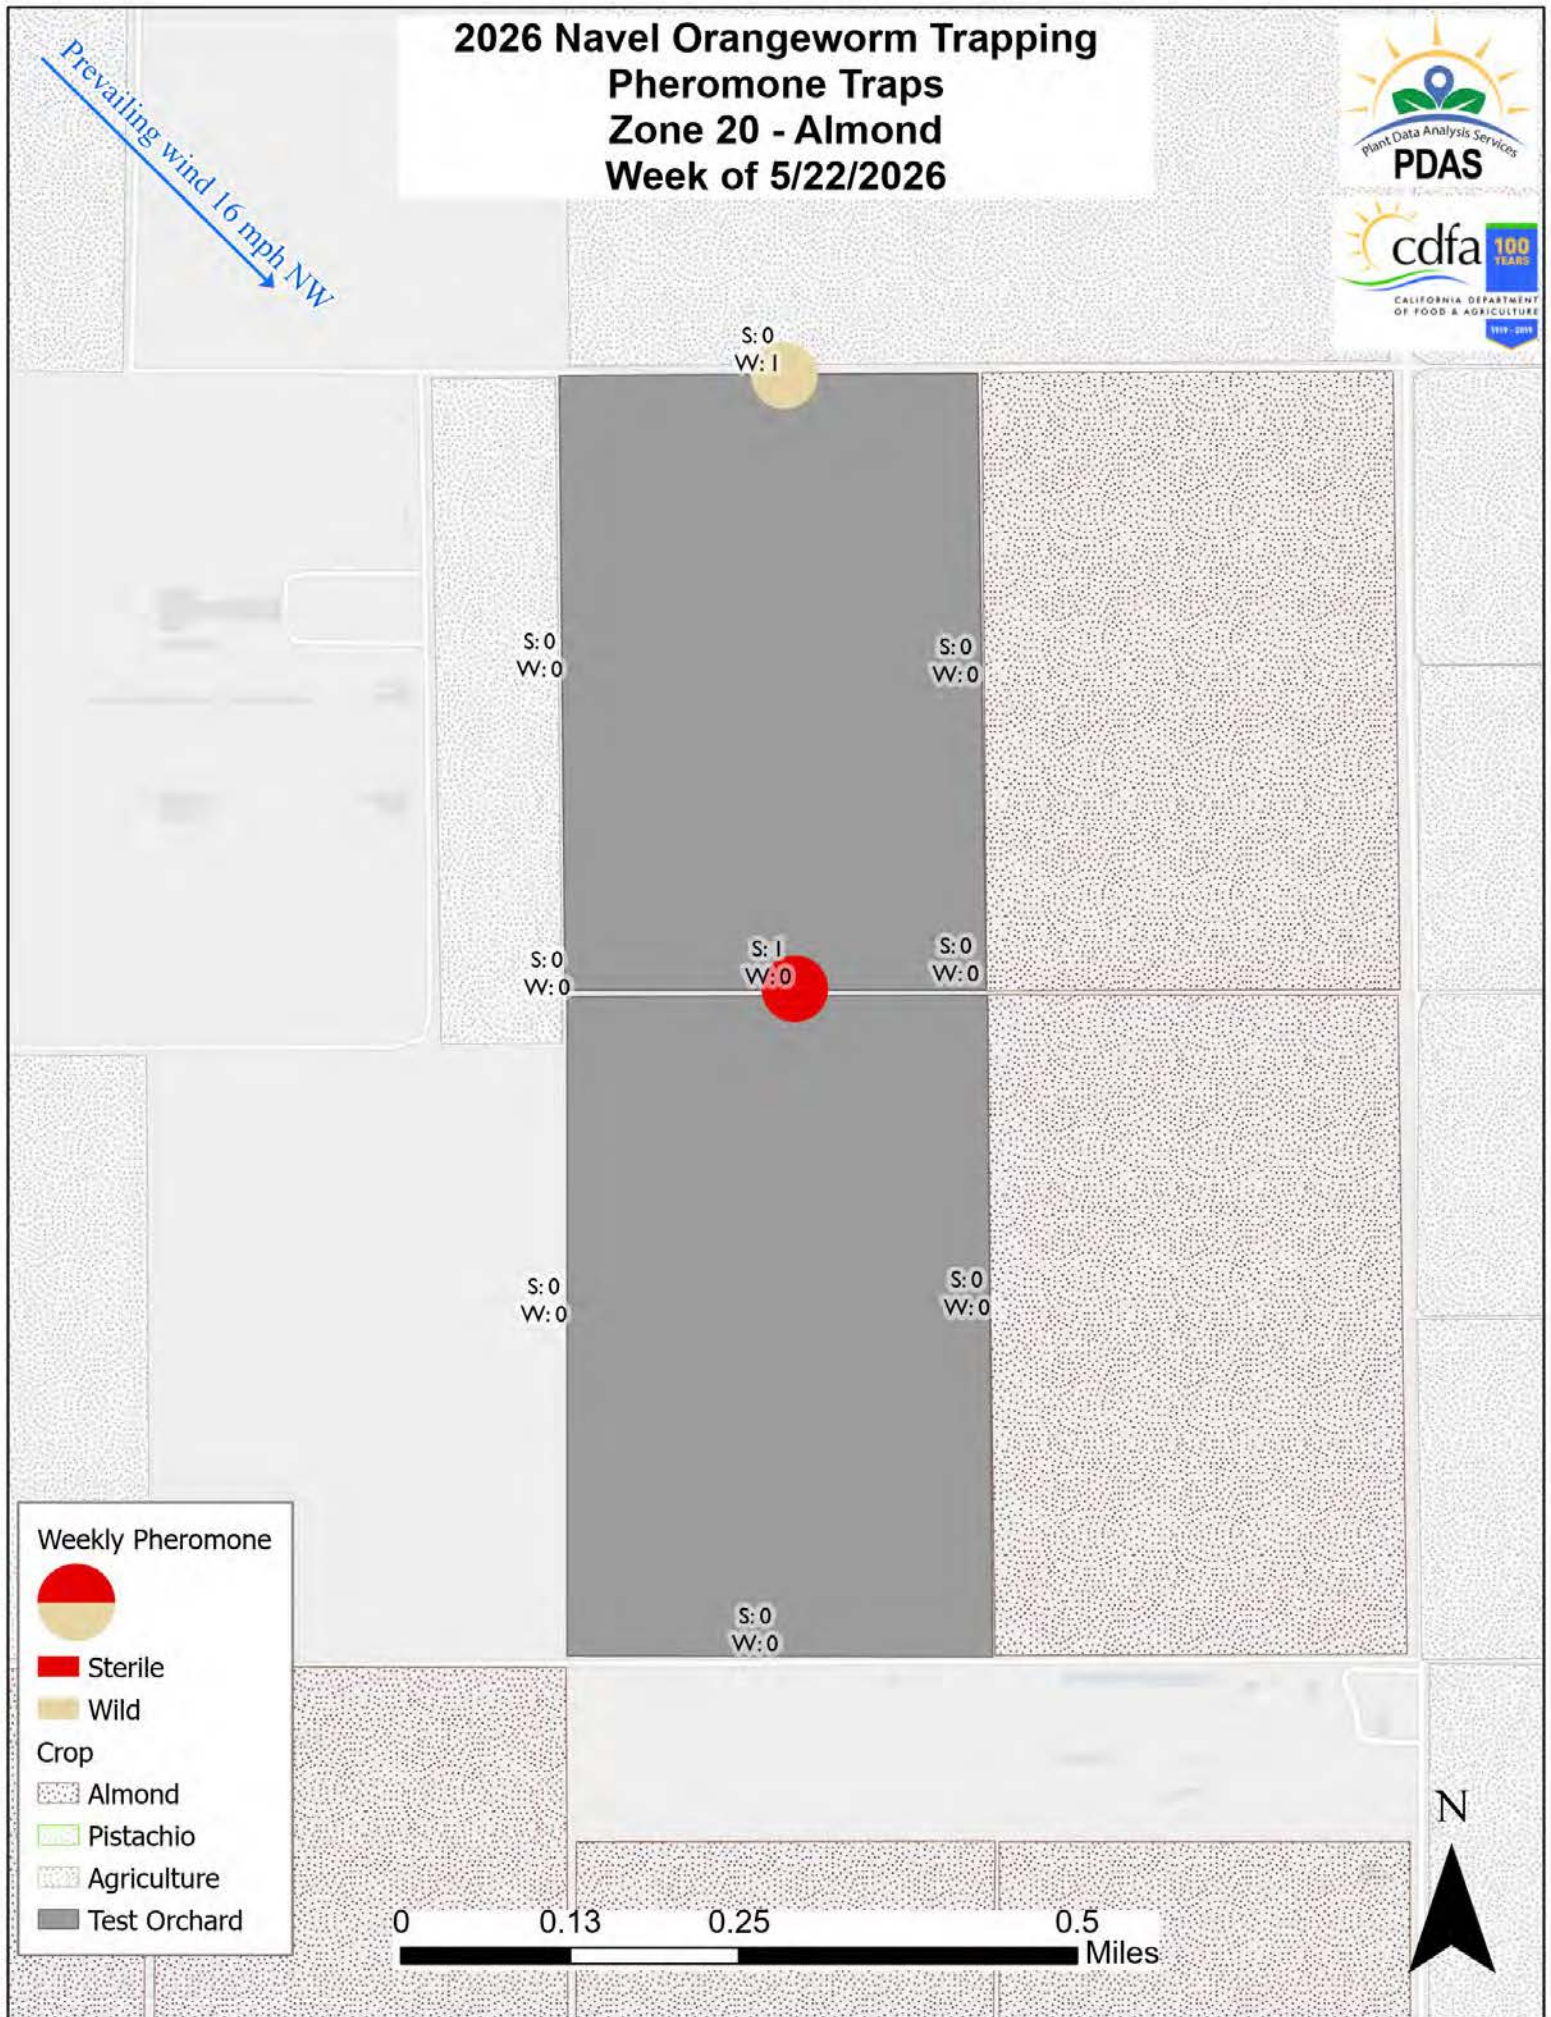 2026 Navel Orangeworm Trapping
Pheromone Traps
Zone 20 - Almond
Week of 5/22/2026
Prevailing wind 16 mph NW
Plant Data Analysis Services
PDAS
cdfa
100
YEARS
CALIFORNIA DEPARTMENT
OF FOOD & AGRICULTURE
1919 - 2019
S: 0
W: 1
S: 0
W: 0
S: 0
W: 0
S: 0
W: 0
S: 1
W: 0
S: 0
W: 0
S: 0
W: 0
S: 0
W: 0
S: 0
W: 0
Weekly Pheromone
Sterile
Wild
Crop
Almond
Pistachio
Agriculture
Test Orchard
0 0.13 0.25 0.5
Miles
N